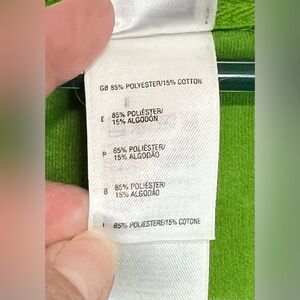 GB 85% POLYESTER/15% COTTON
E 85% POLIÉSTER/
15% ALGODÓN
P 85% POLIÉSTER/
15% ALGODÃO
B 85% POLIÉSTER/
15% ALGODÃO
I 85% POLIESTERE/15% COTONE